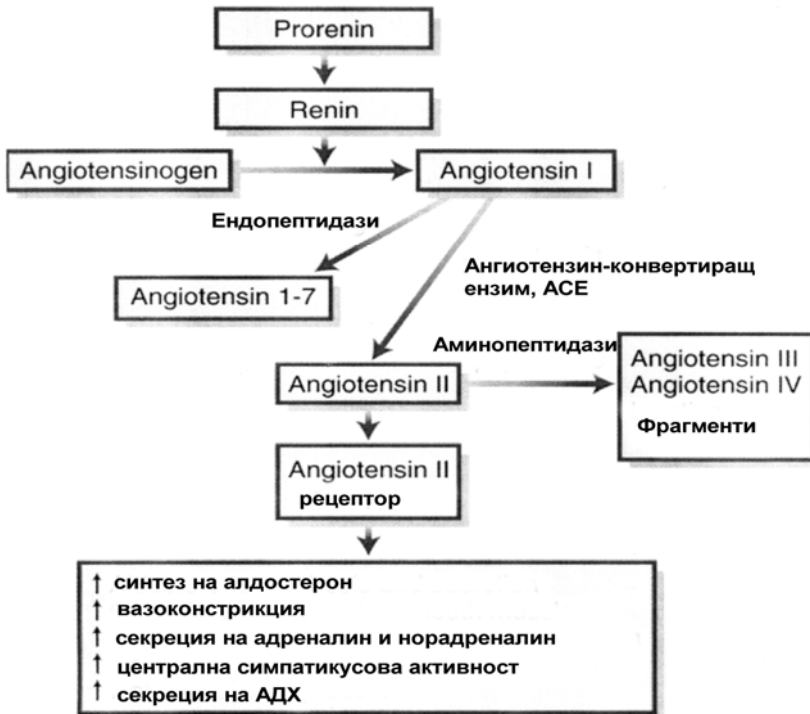 Prorenin
Renin
Angiotensinogen
Angiotensin I
Ендопептидази
Ангиотензин-конвертиращ
ензим, ACE
Angiotensin 1-7
Аминопептидази
Angiotensin II
Angiotensin III
Angiotensin IV
Фрагменти
Angiotensin II
рецептор
↑ синтез на алдостерон
↑ вазоконстрикция
↑ секреция на адреналин и норадреналин
↑ централна симпатикусова активност
↑ секреция на АДХ